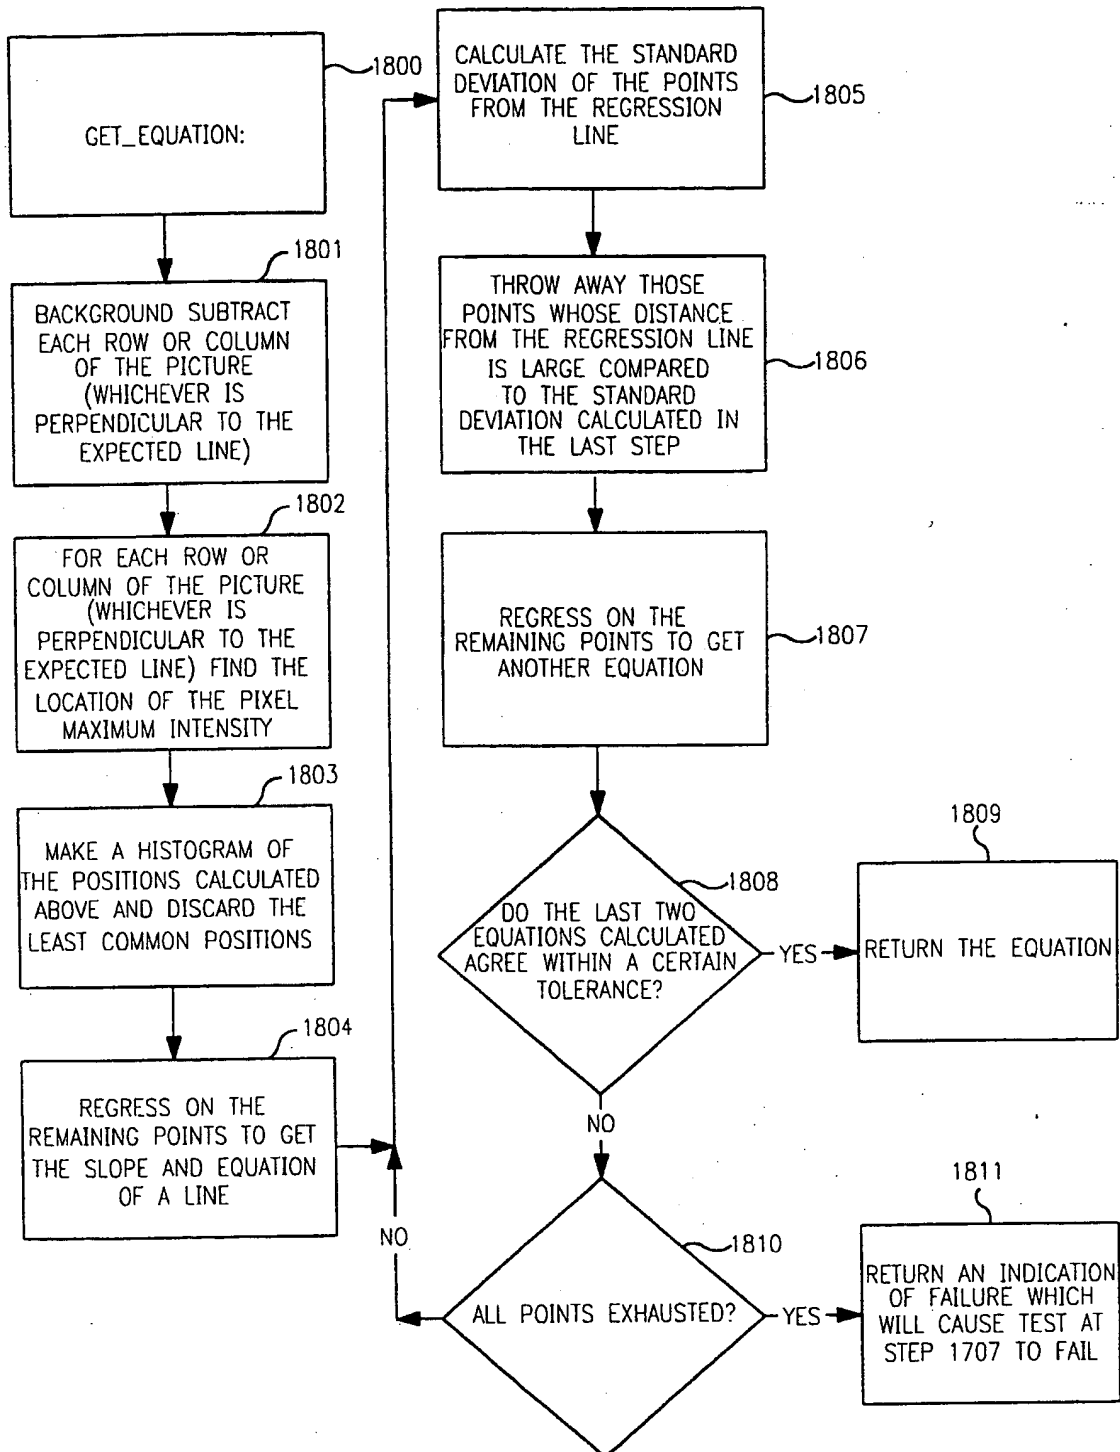 1800
GET_EQUATION:
1801
BACKGROUND SUBTRACT
EACH ROW OR COLUMN
OF THE PICTURE
(WHICHEVER IS
PERPENDICULAR TO THE
EXPECTED LINE)
1802
FOR EACH ROW OR
COLUMN OF THE PICTURE
(WHICHEVER IS
PERPENDICULAR TO THE
EXPECTED LINE) FIND THE
LOCATION OF THE PIXEL
MAXIMUM INTENSITY
1803
MAKE A HISTOGRAM OF
THE POSITIONS CALCULATED
ABOVE AND DISCARD THE
LEAST COMMON POSITIONS
1804
REGRESS ON THE
REMAINING POINTS TO GET
THE SLOPE AND EQUATION
OF A LINE
CALCULATE THE STANDARD
DEVIATION OF THE POINTS
FROM THE REGRESSION
LINE
1805
THROW AWAY THOSE
POINTS WHOSE DISTANCE
FROM THE REGRESSION LINE
IS LARGE COMPARED
TO THE STANDARD
DEVIATION CALCULATED IN
THE LAST STEP
1806
REGRESS ON THE
REMAINING POINTS TO GET
ANOTHER EQUATION
1807
1808
DO THE LAST TWO
EQUATIONS CALCULATED
AGREE WITHIN A CERTAIN
TOLERANCE?
YES
1809
RETURN THE EQUATION
NO
1810
ALL POINTS EXHAUSTED?
NO
YES
1811
RETURN AN INDICATION
OF FAILURE WHICH
WILL CAUSE TEST AT
STEP 1707 TO FAIL